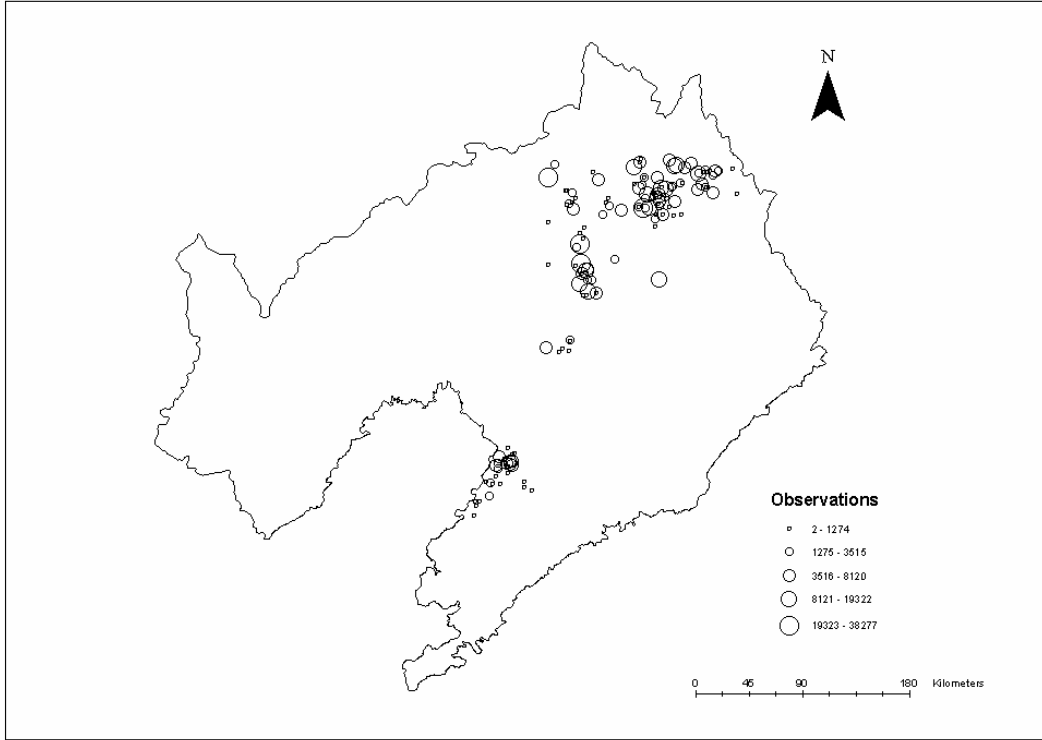 N
Observations
2 - 1274
1275 - 3515
3516 - 8120
8121 - 19322
19323 - 38277
0 45 90 180 Kilometers